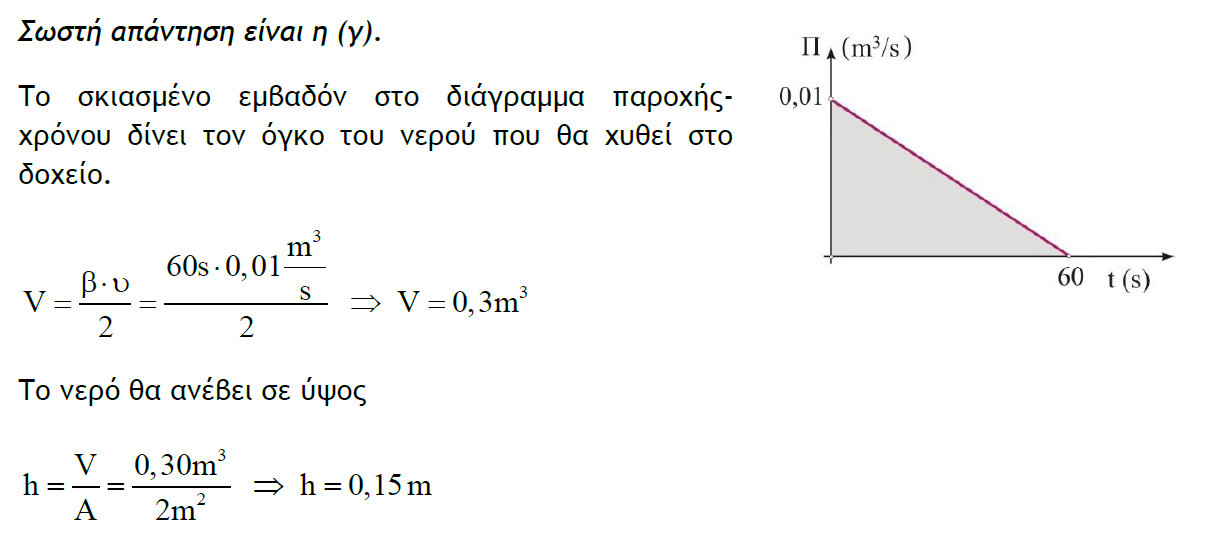 Σωστή απάντηση είναι η (γ).
Το σκιασμένο εμβαδόν στο διάγραμμα παροχής-
χρόνου δίνει τον όγκο του νερού που θα χυθεί στο
δοχείο.
V = β·υ/2 = 60s·0,01 m³/s / 2 ⇒ V = 0,3m³
Το νερό θα ανέβει σε ύψος
h = V/A = 0,30m³/2m² ⇒ h = 0,15 m
Π (m³/s)
0,01
60 t (s)